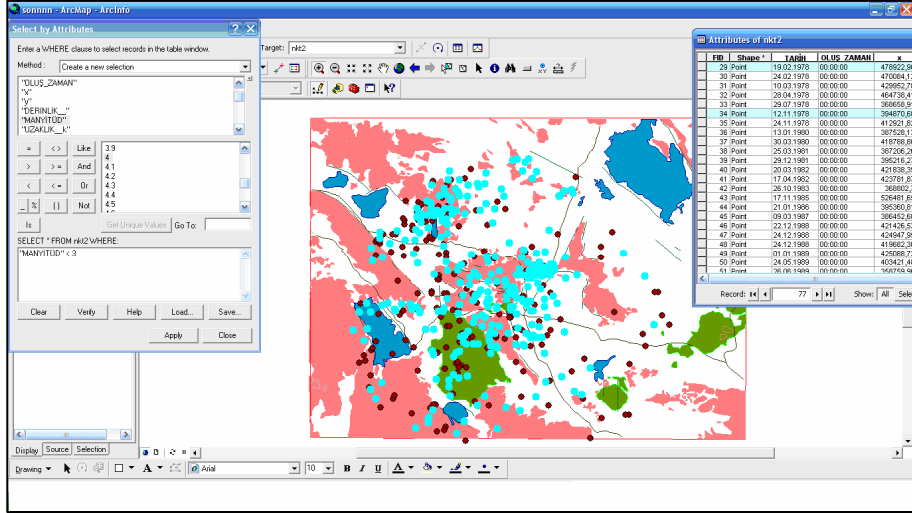 sonnnn - ArcMap - ArcInfo
Select by Attributes
Enter a WHERE clause to select records in the table window.
Method : Create a new selection
"OLUŞ_ZAMAN"
"x"
"y"
"DERİNLİK__"
"MANYİTÜD"
"UZAKLIK__k"
= < > Like
> > = And
< < = Or
_ % ( ) Not
Is
3.9
4
4.1
4.2
4.3
4.4
4.5
Get Unique Values Go To:
SELECT * FROM nkt2 WHERE:
"MANYİTÜD" < 3
Clear Verify Help Load... Save...
Apply Close
Target: nkt2
Attributes of nkt2
FID Shape * TARİH OLUŞ_ZAMAN x
29 Point 19.02.1978 00:00:00
30 Point 24.02.1978 00:00:00
31 Point 10.03.1978 00:00:00
32 Point 28.04.1978 00:00:00
33 Point 29.07.1978 00:00:00
34 Point 12.11.1978 00:00:00
35 Point 24.11.1978 00:00:00
36 Point 13.01.1980 00:00:00
37 Point 30.03.1980 00:00:00
38 Point 25.03.1981 00:00:00
39 Point 29.12.1981 00:00:00
40 Point 20.03.1982 00:00:00
41 Point 17.04.1982 00:00:00
42 Point 26.10.1983 00:00:00
43 Point 17.11.1985 00:00:00
44 Point 21.01.1986 00:00:00
45 Point 09.03.1987 00:00:00
46 Point 22.12.1988 00:00:00
47 Point 24.12.1988 00:00:00
48 Point 24.12.1988 00:00:00
49 Point 01.01.1989 00:00:00
50 Point 24.05.1989 00:00:00
51 Point 26.06.1989 00:00:00
Record: 77 Show: All
Display Source Selection
Drawing Arial 10 B I U A